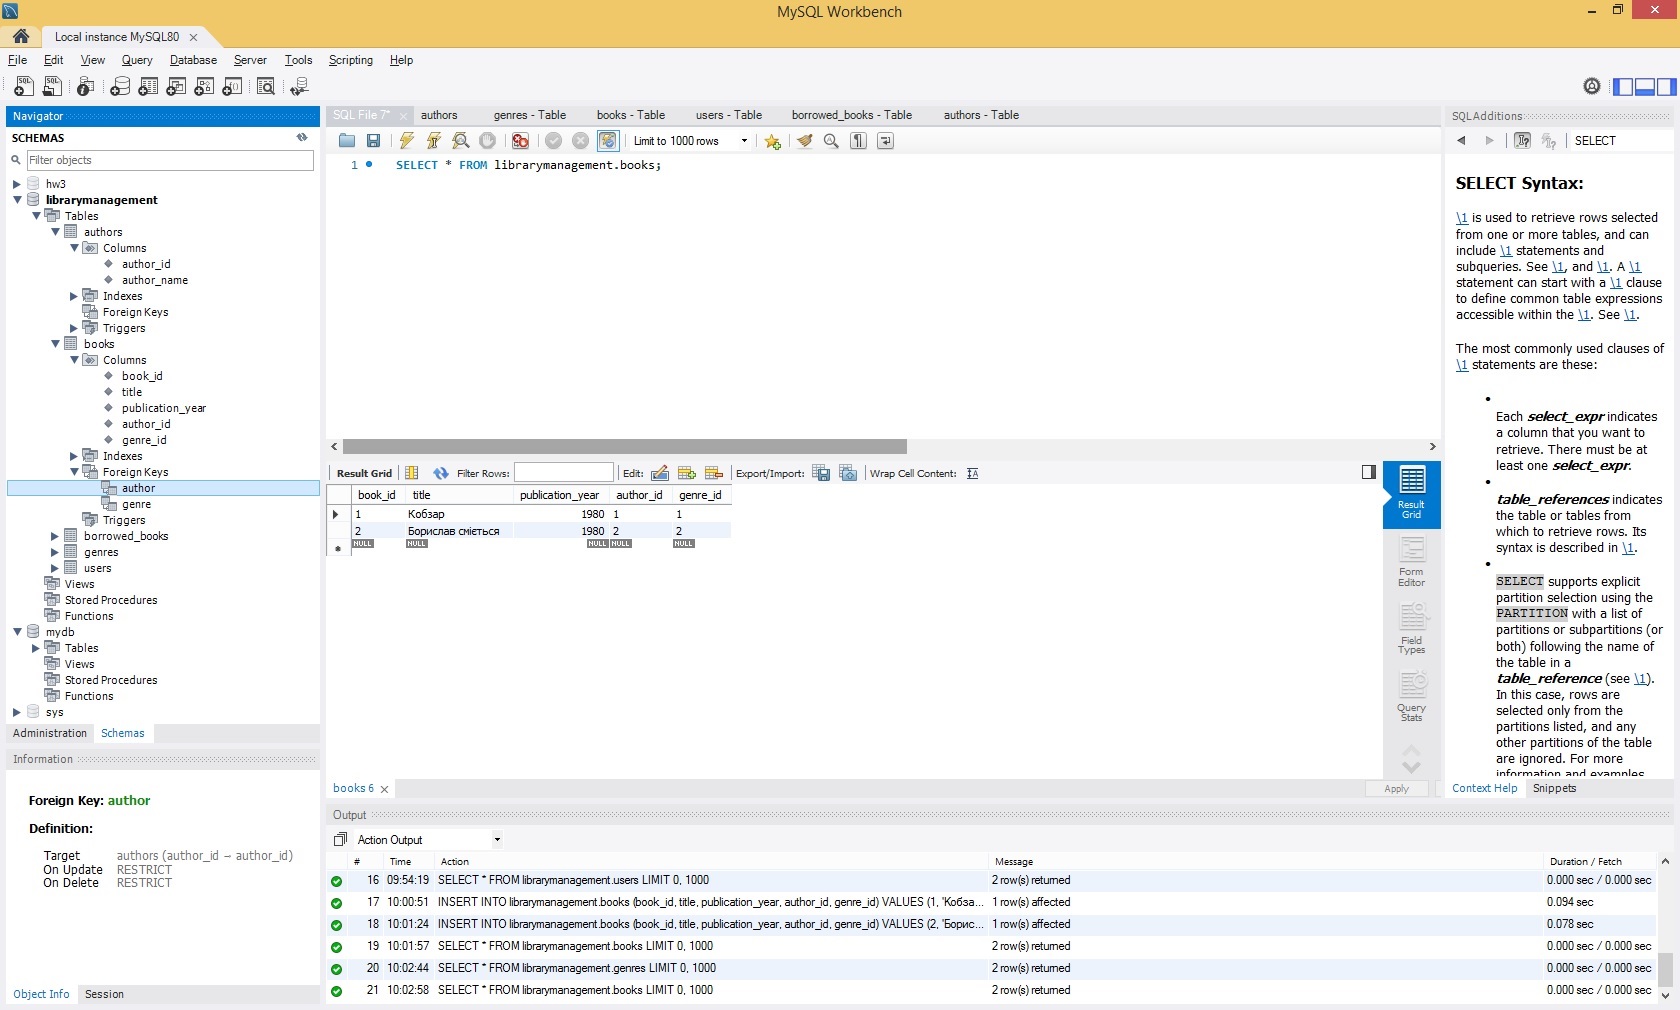 MySQL Workbench
Local instance MySQL80
File Edit View Query Database Server Tools Scripting Help
Navigator
SCHEMAS
Filter objects
hw3
librarymanagement
Tables
authors
Columns
author_id
author_name
Indexes
Foreign Keys
Triggers
books
Columns
book_id
title
publication_year
author_id
genre_id
Indexes
Foreign Keys
author
genre
Triggers
borrowed_books
genres
users
Views
Stored Procedures
Functions
mydb
Tables
Views
Stored Procedures
Functions
sys
Administration Schemas
Information
Foreign Key: author
Definition:
Target authors (author_id → author_id)
On Update RESTRICT
On Delete RESTRICT
Object Info Session
SQL File 7* authors genres - Table books - Table users - Table borrowed_books - Table authors - Table
Limit to 1000 rows
1 SELECT * FROM librarymanagement.books;
Result Grid Filter Rows: Edit: Export/Import: Wrap Cell Content:
book_id title publication_year author_id genre_id
1 Кобзар 1980 1 1
2 Борислав сміється 1980 2 2
NULL NULL NULL NULL NULL
Result
Grid
Form
Editor
Field
Types
Query
Stats
books 6 Apply
Output
Action Output
# Time Action Message Duration / Fetch
16 09:54:19 SELECT * FROM librarymanagement.users LIMIT 0, 1000 2 row(s) returned 0.000 sec / 0.000 sec
17 10:00:51 INSERT INTO librarymanagement.books (book_id, title, publication_year, author_id, genre_id) VALUES (1, 'Кобза... 1 row(s) affected 0.094 sec
18 10:01:24 INSERT INTO librarymanagement.books (book_id, title, publication_year, author_id, genre_id) VALUES (2, 'Борис... 1 row(s) affected 0.078 sec
19 10:01:57 SELECT * FROM librarymanagement.books LIMIT 0, 1000 2 row(s) returned 0.000 sec / 0.000 sec
20 10:02:44 SELECT * FROM librarymanagement.genres LIMIT 0, 1000 2 row(s) returned 0.000 sec / 0.000 sec
21 10:02:58 SELECT * FROM librarymanagement.books LIMIT 0, 1000 2 row(s) returned 0.000 sec / 0.000 sec
SQLAdditions
SELECT
SELECT Syntax:
\1 is used to retrieve rows selected
from one or more tables, and can
include \1 statements and
subqueries. See \1, and \1. A \1
statement can start with a \1 clause
to define common table expressions
accessible within the \1. See \1.
The most commonly used clauses of
\1 statements are these:
•
Each select_expr indicates
a column that you want to
retrieve. There must be at
least one select_expr.
•
table_references indicates
the table or tables from
which to retrieve rows. Its
syntax is described in \1.
•
SELECT supports explicit
partition selection using the
PARTITION with a list of
partitions or subpartitions (or
both) following the name of
the table in a
table_reference (see \1).
In this case, rows are
selected only from the
partitions listed, and any
other partitions of the table
are ignored. For more
information and examples
Context Help Snippets